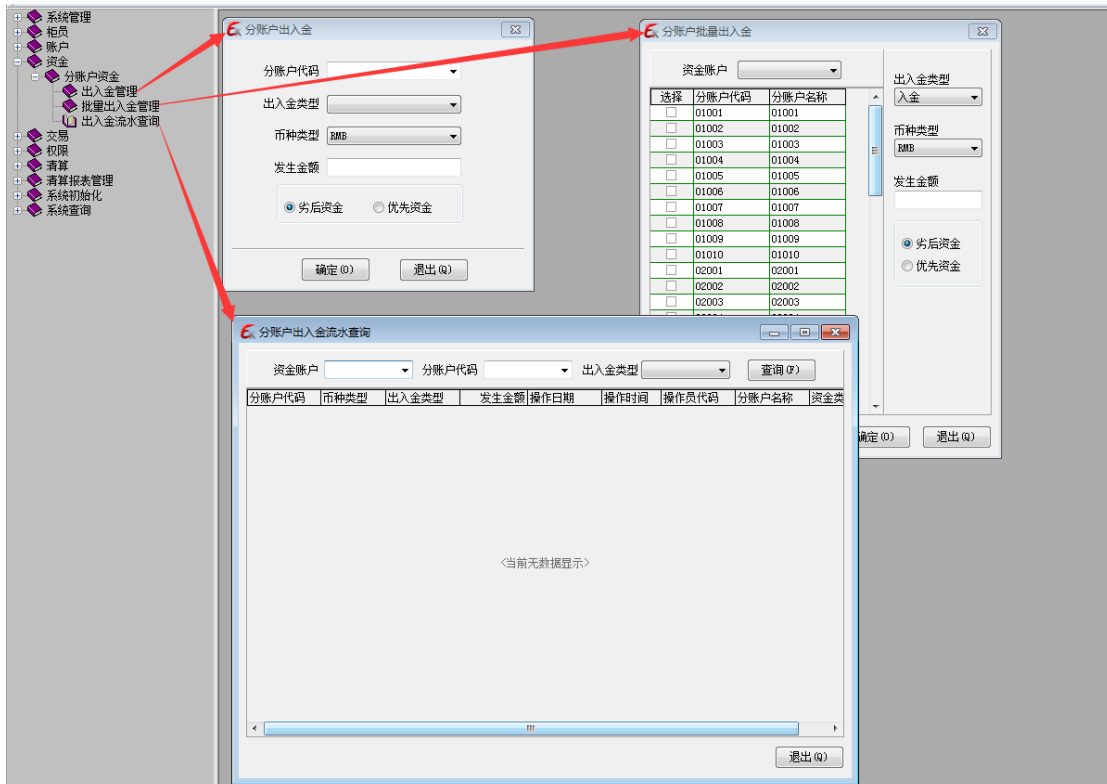 系统管理
柜员
账户
资金
分账户资金
出入金管理
批量出入金管理
出入金流水查询
交易
权限
清算
清算报表管理
系统初始化
系统查询
分账户出入金
分账户代码
出入金类型
币种类型 RMB
发生金额
劣后资金 优先资金
确定(O) 退出(Q)
分账户批量出入金
资金账户
选择 分账户代码 分账户名称
01001 01001
01002 01002
01003 01003
01004 01004
01005 01005
01006 01006
01007 01007
01008 01008
01009 01009
01010 01010
02001 02001
02002 02002
02003 02003
出入金类型
入金
币种类型
RMB
发生金额
劣后资金
优先资金
确定(O) 退出(Q)
分账户出入金流水查询
资金账户 分账户代码 出入金类型 查询(F)
分账户代码 币种类型 出入金类型 发生金额 操作日期 操作时间 操作员代码 分账户名称 资金类
<当前无数据显示>
退出(Q)